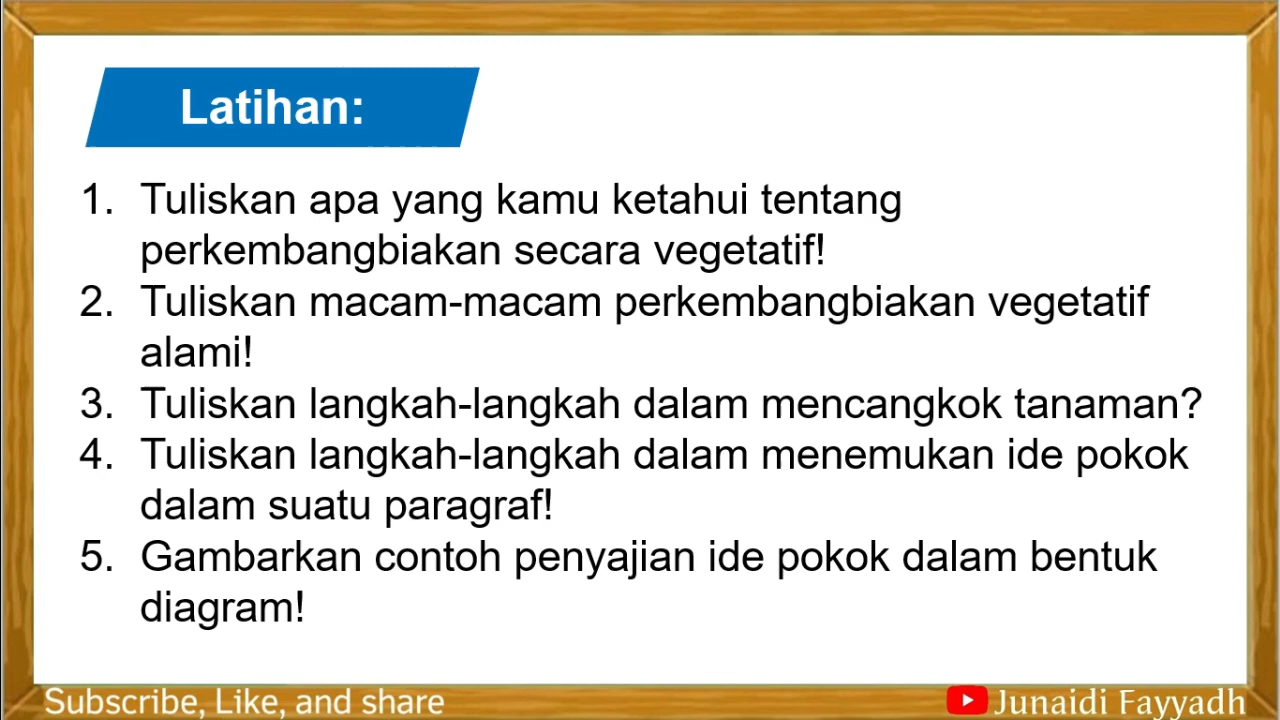 Latihan:
1. Tuliskan apa yang kamu ketahui tentang
perkembangbiakan secara vegetatif!
2. Tuliskan macam-macam perkembangbiakan vegetatif
alami!
3. Tuliskan langkah-langkah dalam mencangkok tanaman?
4. Tuliskan langkah-langkah dalam menemukan ide pokok
dalam suatu paragraf!
5. Gambarkan contoh penyajian ide pokok dalam bentuk
diagram!
Subscribe, Like, and share
Junaidi Fayyadh